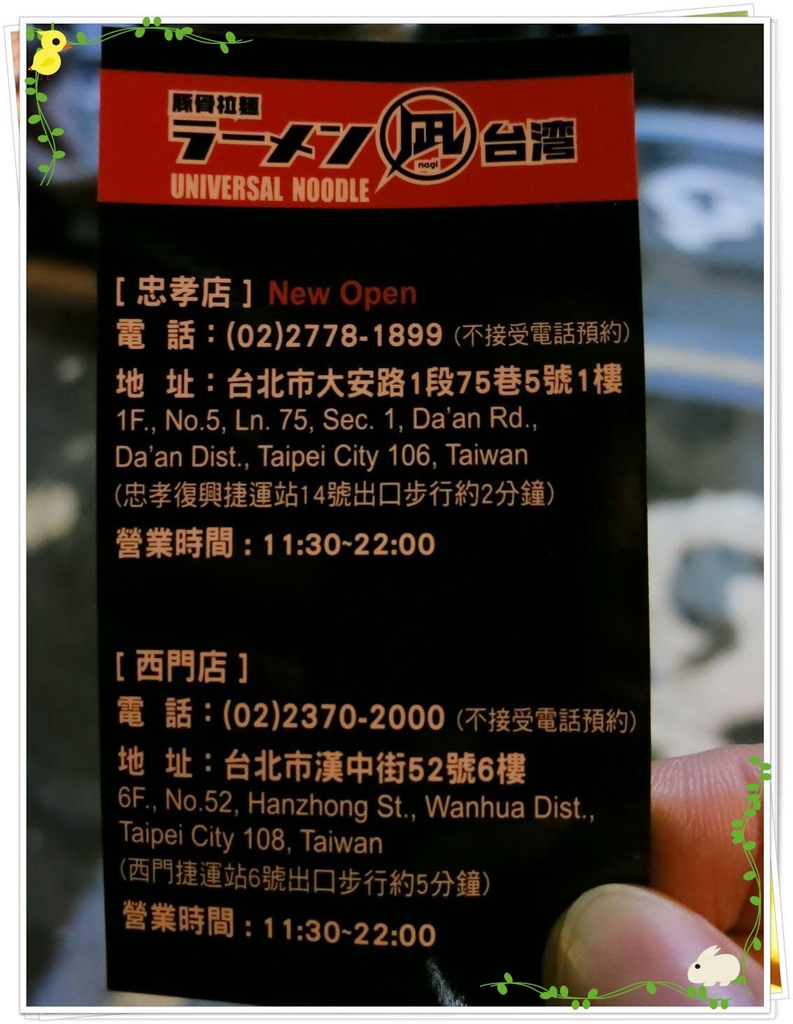 豚骨拉麺
ラーメン 凪 nagi 台湾
UNIVERSAL NOODLE
[ 忠孝店 ] New Open
電 話：(02)2778-1899 (不接受電話預約)
地 址：台北市大安路1段75巷5號1樓
1F., No.5, Ln. 75, Sec. 1, Da'an Rd.,
Da'an Dist., Taipei City 106, Taiwan
(忠孝復興捷運站14號出口步行約2分鐘)
營業時間：11:30~22:00
[ 西門店 ]
電 話：(02)2370-2000 (不接受電話預約)
地 址：台北市漢中街52號6樓
6F., No.52, Hanzhong St., Wanhua Dist.,
Taipei City 108, Taiwan
(西門捷運站6號出口步行約5分鐘)
營業時間：11:30~22:00